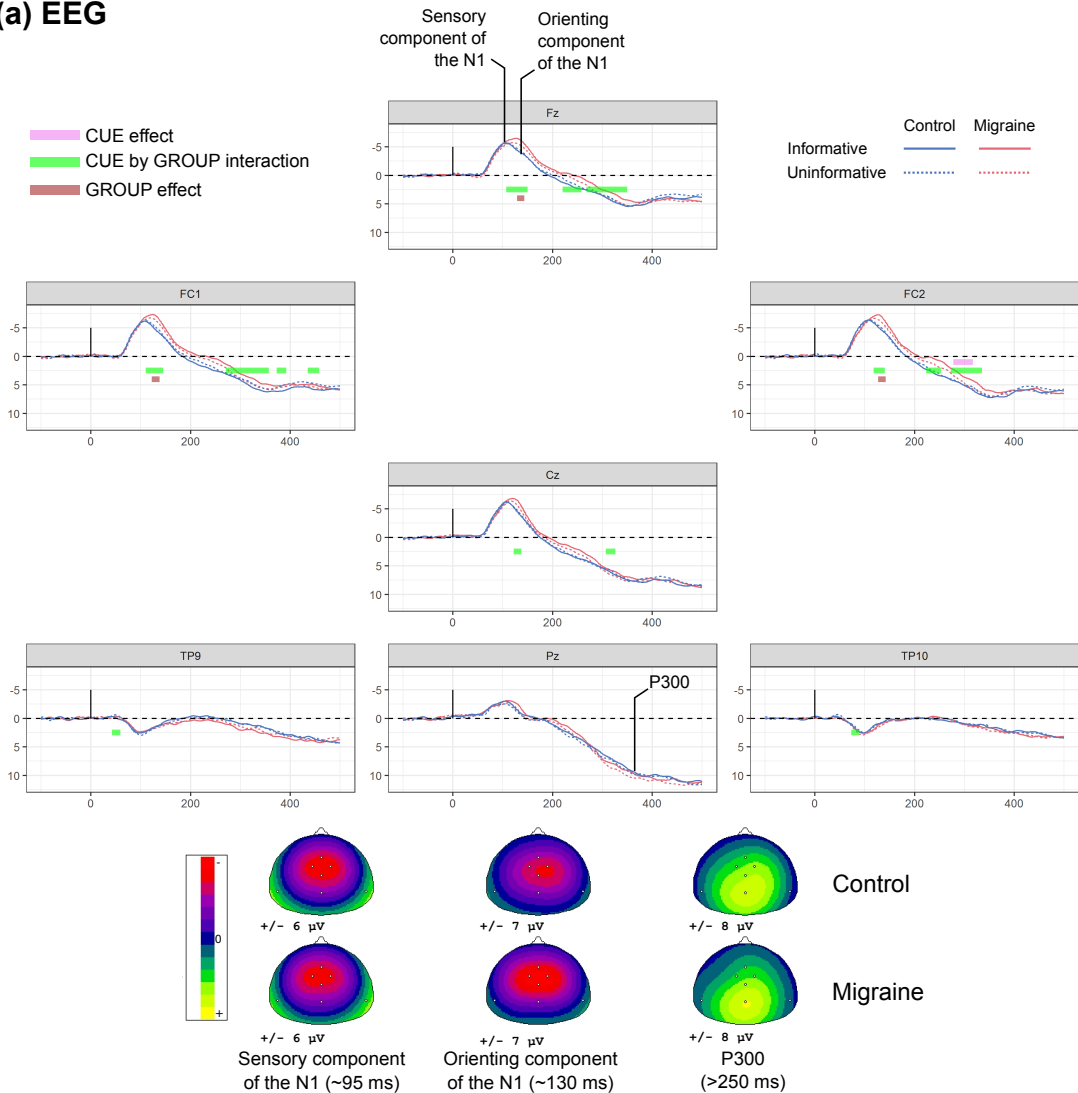 (a) EEG
Sensory
component of
the N1
Orienting
component
of the N1
CUE effect
CUE by GROUP interaction
GROUP effect
Control Migraine
Informative
Uninformative
Fz
-5
0
5
10
0 200 400
FC1
-5
0
5
10
0 200 400
FC2
-5
0
5
10
0 200 400
Cz
-5
0
5
10
0 200 400
TP9
-5
0
5
10
0 200 400
Pz
P300
-5
0
5
10
0 200 400
TP10
-5
0
5
10
0 200 400
-
0
+
+/- 6 µV +/- 7 µV +/- 8 µV
Control
+/- 6 µV +/- 7 µV +/- 8 µV
Migraine
Sensory component
of the N1 (~95 ms)
Orienting component
of the N1 (~130 ms)
P300
(>250 ms)